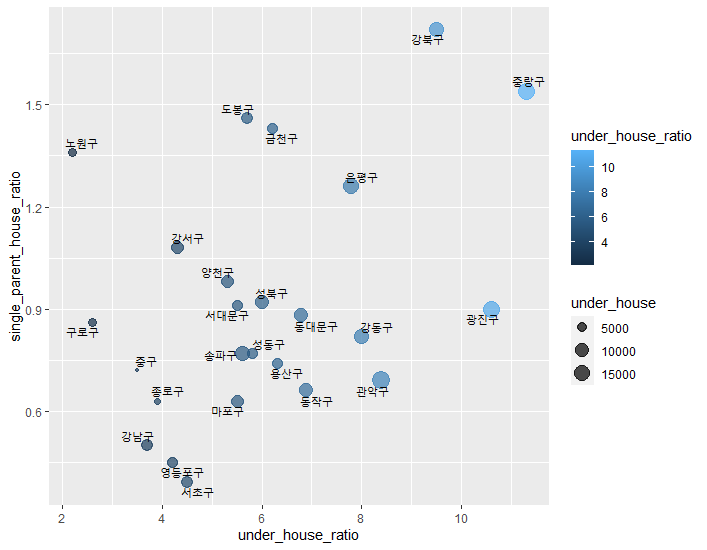 강북구
중랑구
도봉구
금천구
노원구
은평구
강서구
양천구
성북구
서대문구
동대문구
광진구
구로구
강동구
송파구
성동구
용산구
중구
종로구
마포구
동작구
관악구
강남구
영등포구
서초구
1.5
1.2
0.9
0.6
single_parent_house_ratio
2 4 6 8 10
under_house_ratio
under_house_ratio
10
8
6
4
under_house
5000
10000
15000